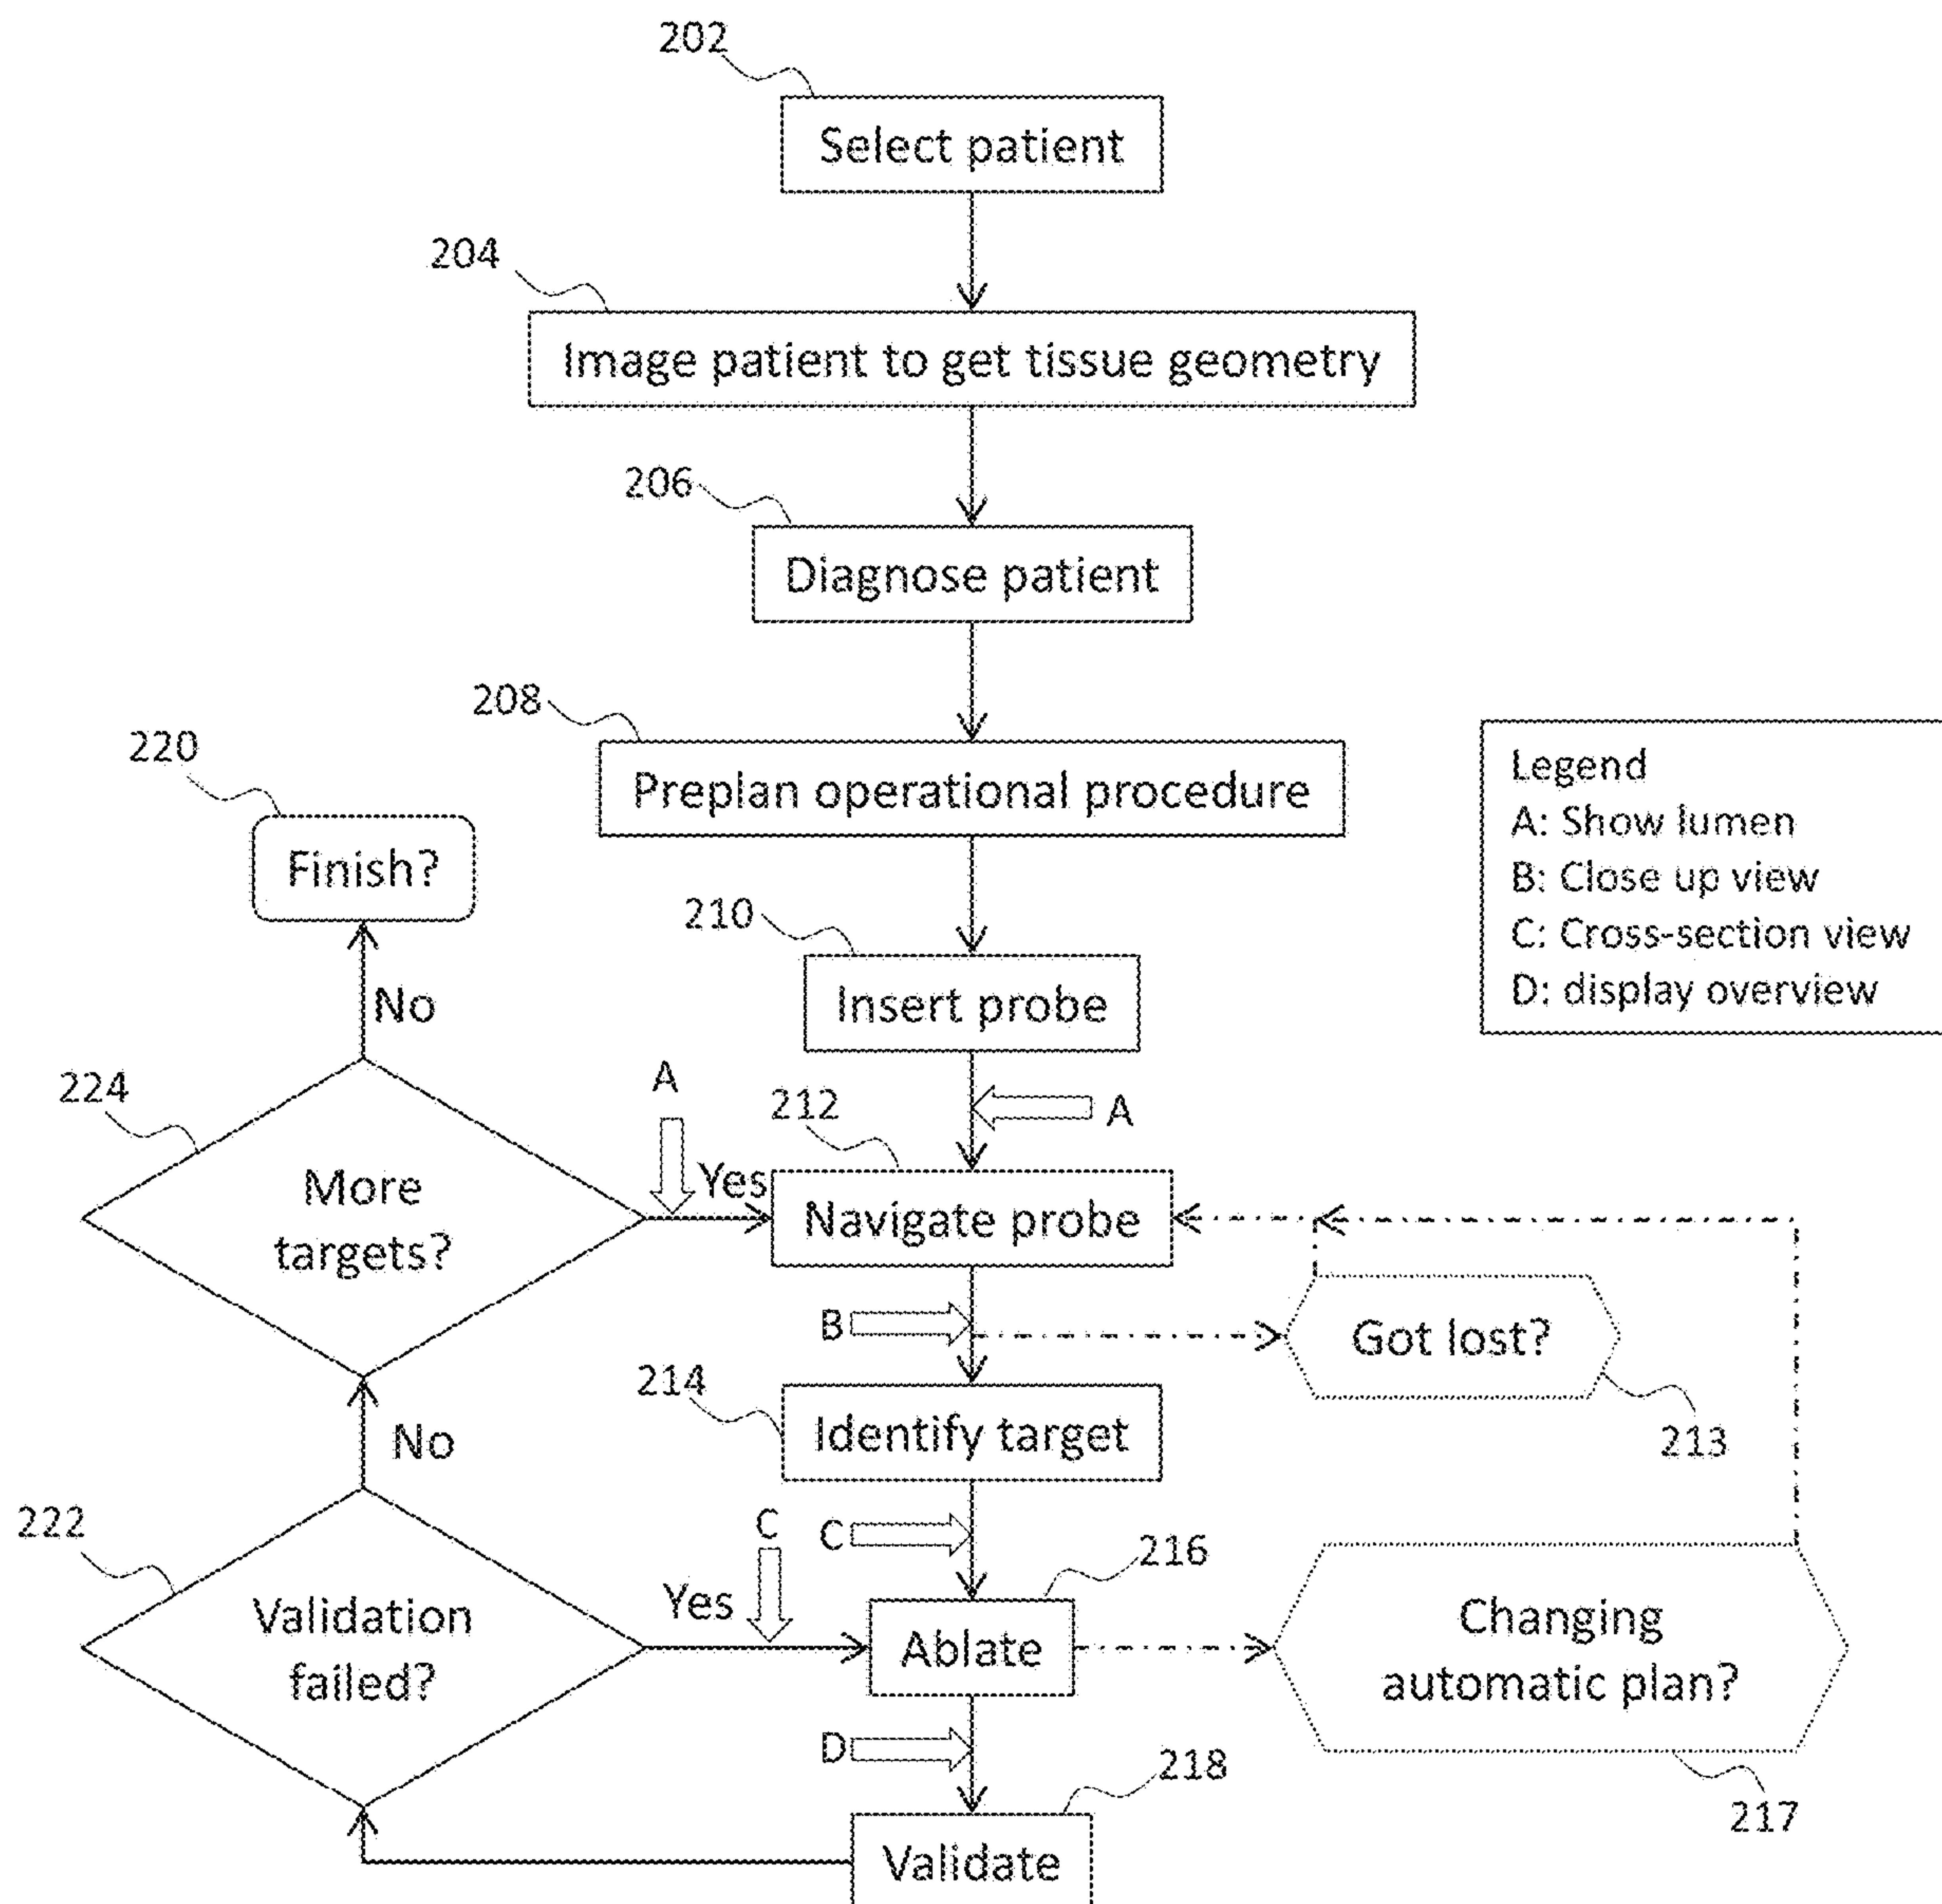 202
Select patient
204
Image patient to get tissue geometry
206
Diagnose patient
208
Preplan operational procedure
220
Finish?
Legend
A: Show lumen
B: Close up view
C: Cross-section view
D: display overview
210
Insert probe
No
224
A
212
A
More
targets?
Yes
Navigate probe
B
Got lost?
213
214
Identify target
No
222
C
C
216
Validation
failed?
Yes
Ablate
Changing
automatic plan?
217
D
218
Validate